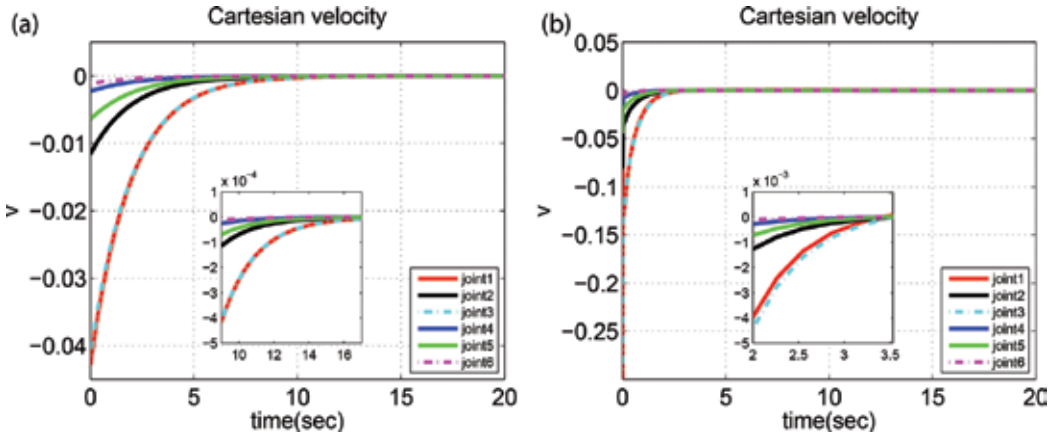 (a)
Cartesian velocity
0
−0.01
−0.02
−0.03
−0.04
v
0
5
10
15
20
time(sec)
x 10⁻⁴
1
0
−1
−2
−3
−4
−5
10
12
14
16
joint1
joint2
joint3
joint4
joint5
joint6
(b)
Cartesian velocity
0.05
0
−0.05
−0.1
−0.15
−0.2
−0.25
v
0
5
10
15
20
time(sec)
x 10⁻³
1
0
−1
−2
−3
−4
−5
2
2.5
3
3.5
joint1
joint2
joint3
joint4
joint5
joint6